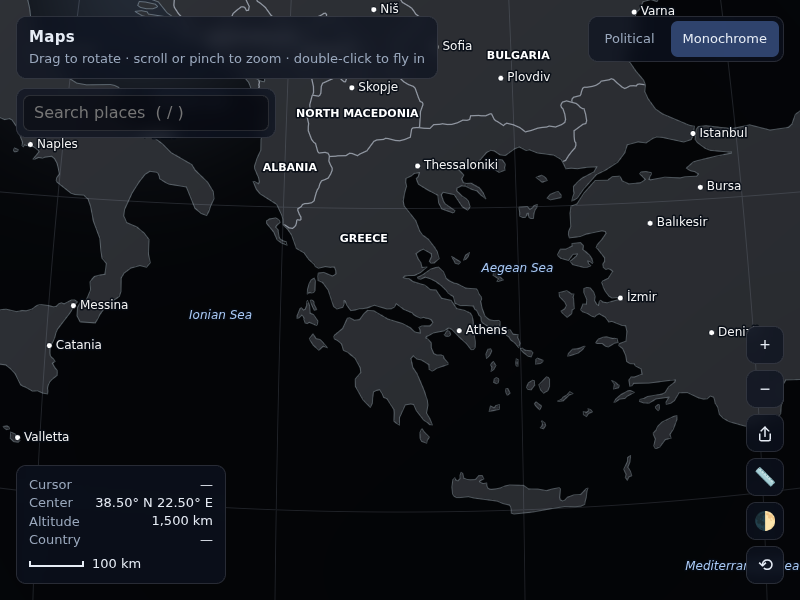 Niš
Varna
Maps
Drag to rotate · scroll or pinch to zoom · double-click to fly in
Political
Monochrome
Sofia
BULGARIA
Plovdiv
Skopje
Search places ( / )
NORTH MACEDONIA
Istanbul
Naples
ALBANIA
Thessaloniki
Bursa
Balıkesir
GREECE
Aegean Sea
İzmir
Messina
Ionian Sea
Athens
Catania
+
−
Valletta
Cursor —
Center 38.50° N 22.50° E
Altitude 1,500 km
Country —
100 km